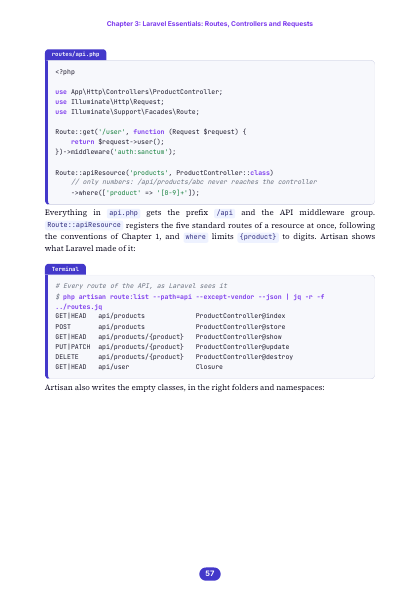 Chapter 3: Laravel Essentials: Routes, Controllers and Requests
routes/api.php
<?php
use App\Http\Controllers\ProductController;
use Illuminate\Http\Request;
use Illuminate\Support\Facades\Route;
Route::get('/user', function (Request $request) {
    return $request->user();
})->middleware('auth:sanctum');
Route::apiResource('products', ProductController::class)
    // only numbers: /api/products/abc never reaches the controller
    ->where(['product' => '[0-9]+']);
Everything in api.php gets the prefix /api and the API middleware group.
Route::apiResource registers the five standard routes of a resource at once, following
the conventions of Chapter 1, and where limits {product} to digits. Artisan shows
what Laravel made of it:
Terminal
# Every route of the API, as Laravel sees it
$ php artisan route:list --path=api --except-vendor --json | jq -r -f
../routes.jq
GET|HEAD   api/products             ProductController@index
POST       api/products             ProductController@store
GET|HEAD   api/products/{product}   ProductController@show
PUT|PATCH  api/products/{product}   ProductController@update
DELETE     api/products/{product}   ProductController@destroy
GET|HEAD   api/user                 Closure
Artisan also writes the empty classes, in the right folders and namespaces:
57